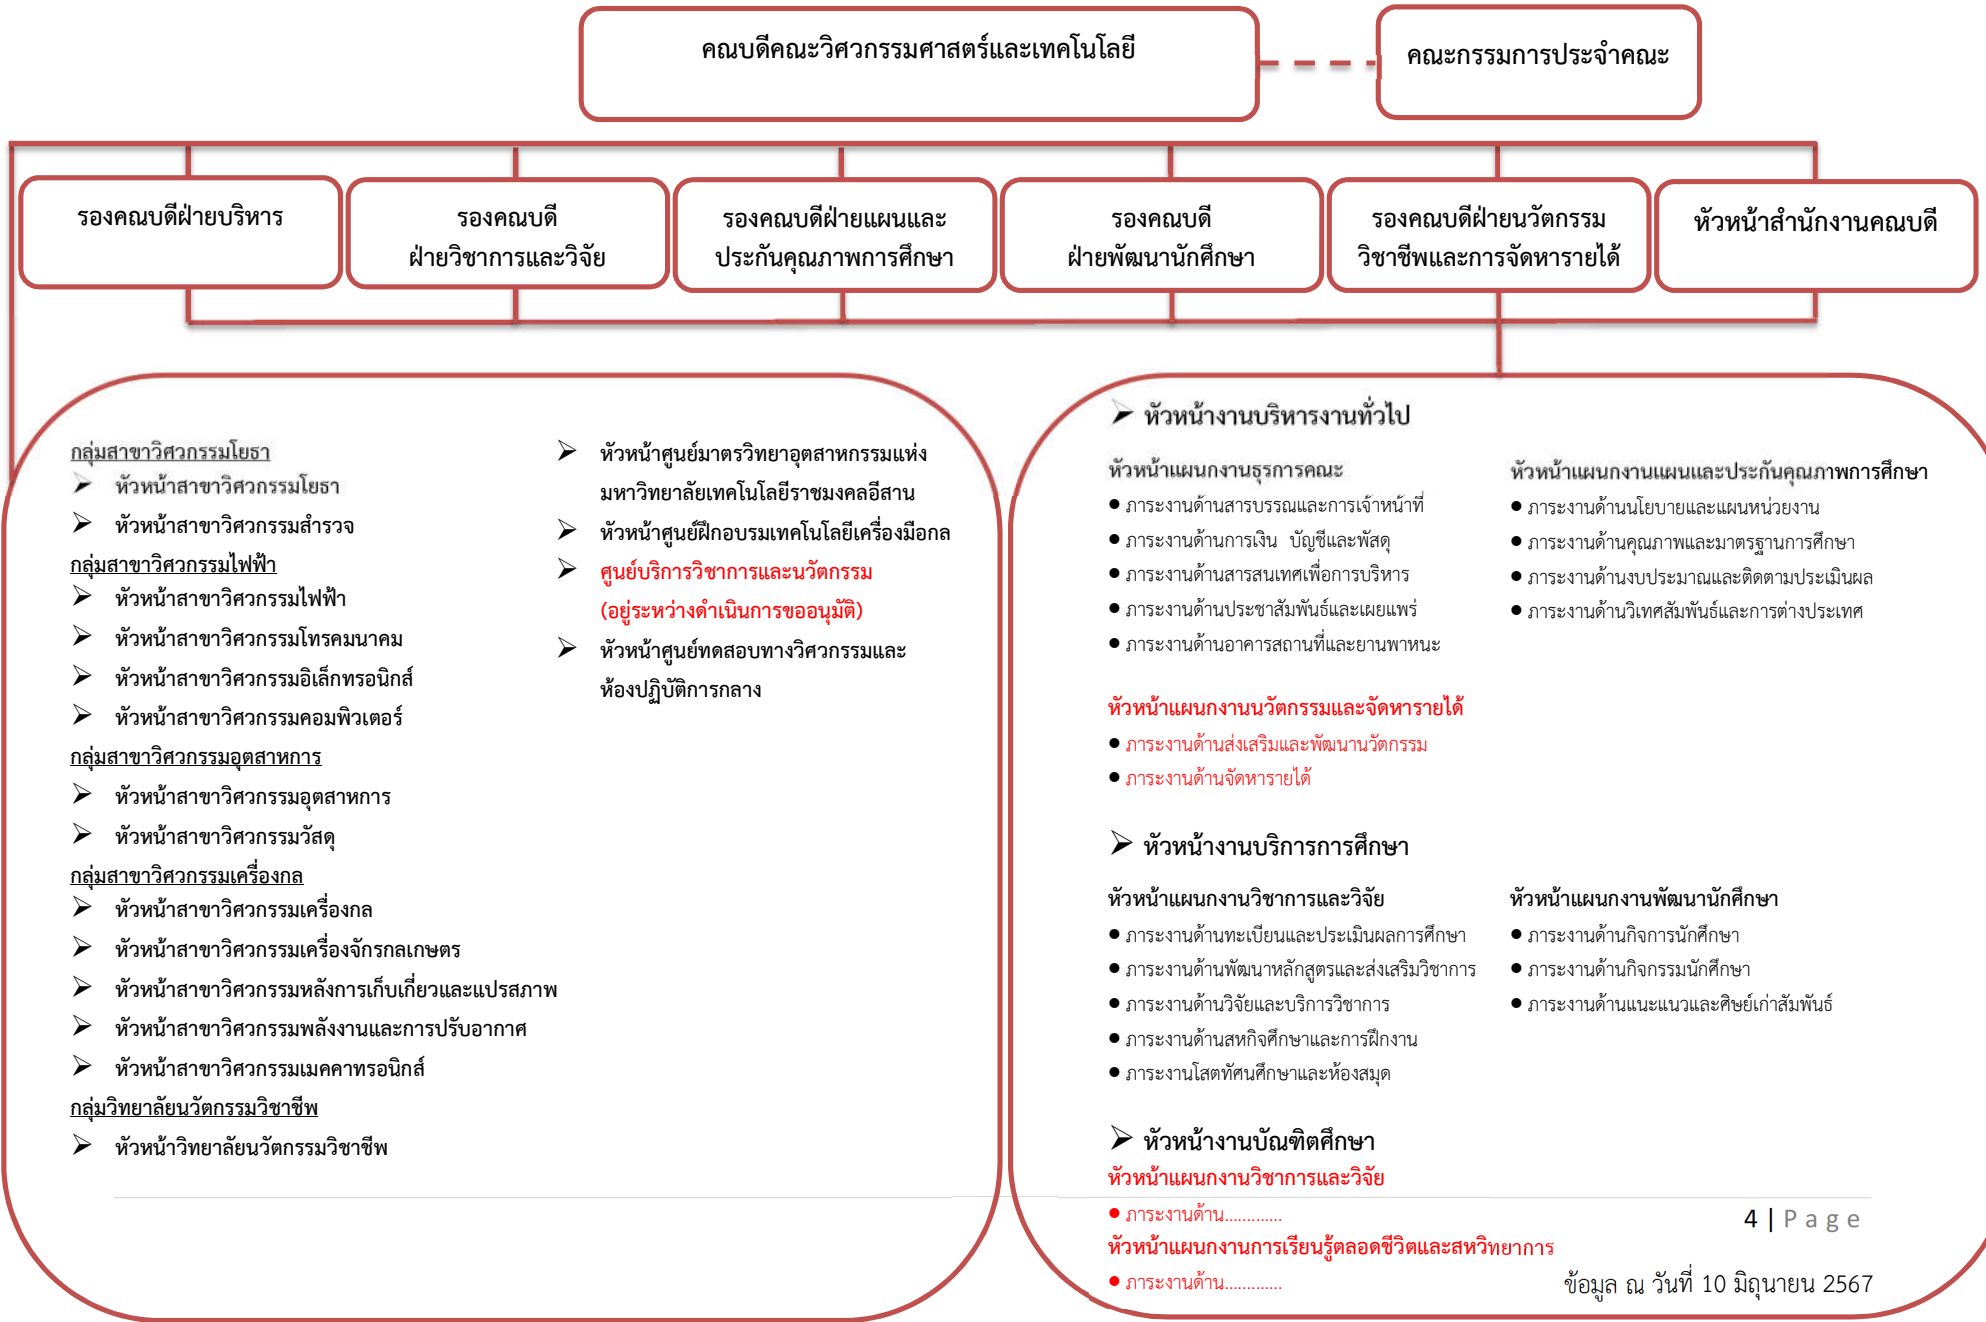 คณบดีคณะวิศวกรรมศาสตร์และเทคโนโลยี
คณะกรรมการประจำคณะ
รองคณบดีฝ่ายบริหาร
รองคณบดี
ฝ่ายวิชาการและวิจัย
รองคณบดีฝ่ายแผนและ
ประกันคุณภาพการศึกษา
รองคณบดี
ฝ่ายพัฒนานักศึกษา
รองคณบดีฝ่ายนวัตกรรม
วิชาชีพและการจัดหารายได้
หัวหน้าสำนักงานคณบดี
กลุ่มสาขาวิศวกรรมโยธา
➢ หัวหน้าสาขาวิศวกรรมโยธา
➢ หัวหน้าสาขาวิศวกรรมสำรวจ
กลุ่มสาขาวิศวกรรมไฟฟ้า
➢ หัวหน้าสาขาวิศวกรรมไฟฟ้า
➢ หัวหน้าสาขาวิศวกรรมโทรคมนาคม
➢ หัวหน้าสาขาวิศวกรรมอิเล็กทรอนิกส์
➢ หัวหน้าสาขาวิศวกรรมคอมพิวเตอร์
กลุ่มสาขาวิศวกรรมอุตสาหการ
➢ หัวหน้าสาขาวิศวกรรมอุตสาหการ
➢ หัวหน้าสาขาวิศวกรรมวัสดุ
กลุ่มสาขาวิศวกรรมเครื่องกล
➢ หัวหน้าสาขาวิศวกรรมเครื่องกล
➢ หัวหน้าสาขาวิศวกรรมเครื่องจักรกลเกษตร
➢ หัวหน้าสาขาวิศวกรรมหลังการเก็บเกี่ยวและแปรสภาพ
➢ หัวหน้าสาขาวิศวกรรมพลังงานและการปรับอากาศ
➢ หัวหน้าสาขาวิศวกรรมเมคคาทรอนิกส์
กลุ่มวิทยาลัยนวัตกรรมวิชาชีพ
➢ หัวหน้าวิทยาลัยนวัตกรรมวิชาชีพ
➢ หัวหน้าศูนย์มาตรวิทยาอุตสาหกรรมแห่ง
มหาวิทยาลัยเทคโนโลยีราชมงคลอีสาน
➢ หัวหน้าศูนย์ฝึกอบรมเทคโนโลยีเครื่องมือกล
➢ ศูนย์บริการวิชาการและนวัตกรรม
(อยู่ระหว่างดำเนินการขออนุมัติ)
➢ หัวหน้าศูนย์ทดสอบทางวิศวกรรมและ
ห้องปฏิบัติการกลาง
➢ หัวหน้างานบริหารงานทั่วไป
หัวหน้าแผนกงานธุรการคณะ
● ภาระงานด้านสารบรรณและการเจ้าหน้าที่
● ภาระงานด้านการเงิน บัญชีและพัสดุ
● ภาระงานด้านสารสนเทศเพื่อการบริหาร
● ภาระงานด้านประชาสัมพันธ์และเผยแพร่
● ภาระงานด้านอาคารสถานที่และยานพาหนะ
หัวหน้าแผนกงานแผนและประกันคุณภาพการศึกษา
● ภาระงานด้านนโยบายและแผนหน่วยงาน
● ภาระงานด้านคุณภาพและมาตรฐานการศึกษา
● ภาระงานด้านงบประมาณและติดตามประเมินผล
● ภาระงานด้านวิเทศสัมพันธ์และการต่างประเทศ
หัวหน้าแผนกงานนวัตกรรมและจัดหารายได้
● ภาระงานด้านส่งเสริมและพัฒนานวัตกรรม
● ภาระงานด้านจัดหารายได้
➢ หัวหน้างานบริการการศึกษา
หัวหน้าแผนกงานวิชาการและวิจัย
● ภาระงานด้านทะเบียนและประเมินผลการศึกษา
● ภาระงานด้านพัฒนาหลักสูตรและส่งเสริมวิชาการ
● ภาระงานด้านวิจัยและบริการวิชาการ
● ภาระงานด้านสหกิจศึกษาและการฝึกงาน
● ภาระงานโสตทัศนศึกษาและห้องสมุด
หัวหน้าแผนกงานพัฒนานักศึกษา
● ภาระงานด้านกิจการนักศึกษา
● ภาระงานด้านกิจกรรมนักศึกษา
● ภาระงานด้านแนะแนวและศิษย์เก่าสัมพันธ์
➢ หัวหน้างานบัณฑิตศึกษา
หัวหน้าแผนกงานวิชาการและวิจัย
● ภาระงานด้าน.............
หัวหน้าแผนกงานการเรียนรู้ตลอดชีวิตและสหวิทยาการ
● ภาระงานด้าน.............
4 | Page
ข้อมูล ณ วันที่ 10 มิถุนายน 2567